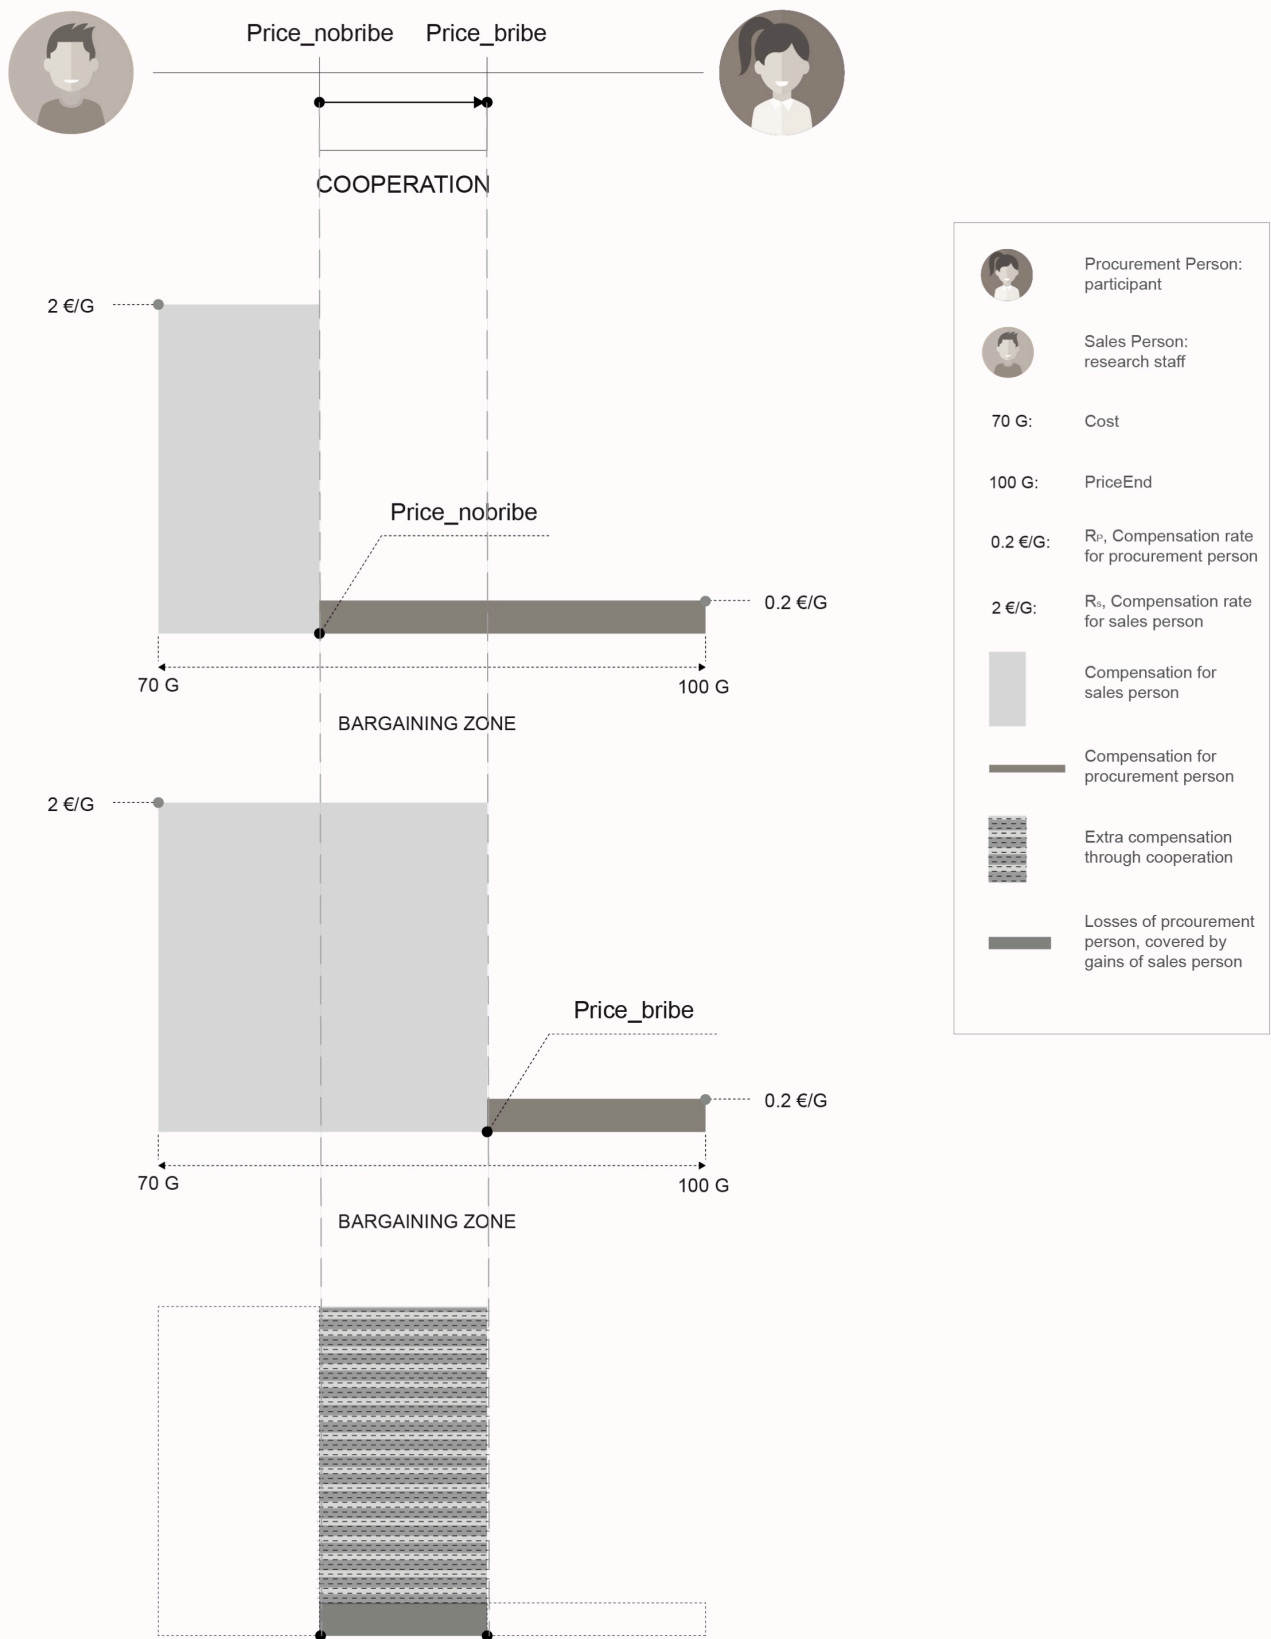 Price_nobribe Price_bribe
COOPERATION
2 €/G
Price_nobribe
0.2 €/G
70 G 100 G
BARGAINING ZONE
2 €/G
Price_bribe
0.2 €/G
70 G 100 G
BARGAINING ZONE
Procurement Person:
participant
Sales Person:
research staff
70 G: Cost
100 G: PriceEnd
0.2 €/G: RP, Compensation rate
for procurement person
2 €/G: Rs, Compensation rate
for sales person
Compensation for
sales person
Compensation for
procurement person
Extra compensation
through cooperation
Losses of prcourement
person, covered by
gains of sales person